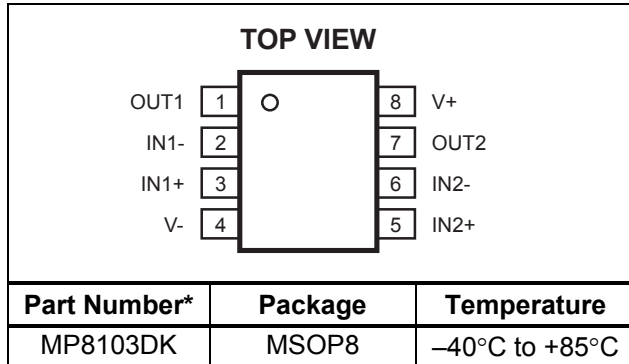 TOP VIEW
OUT1 1 8 V+
IN1- 2 7 OUT2
IN1+ 3 6 IN2-
V- 4 5 IN2+
Part Number* Package Temperature
MP8103DK MSOP8 –40°C to +85°C